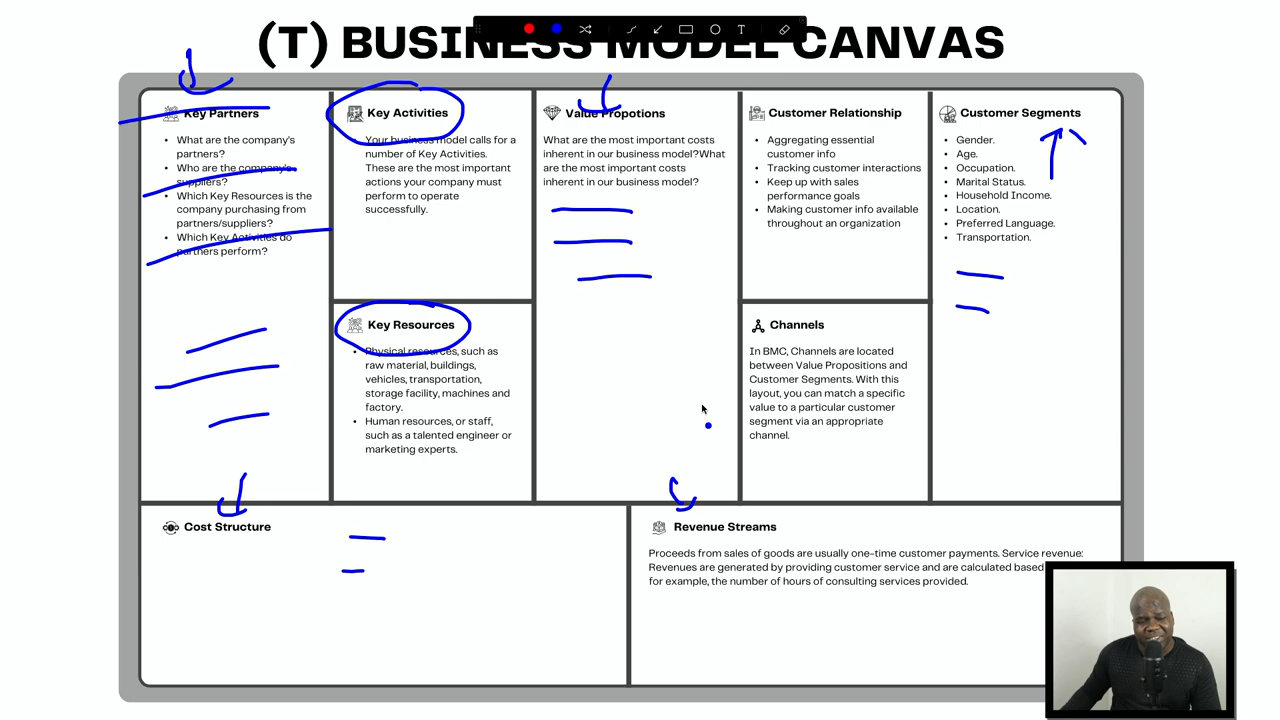 (T) BUSINESS MODEL CANVAS
T
Key Partners
What are the company's
partners?
Who are the company's
suppliers?
Which Key Resources is the
company purchasing from
partners/suppliers?
Which Key Activities do
partners perform?
Key Activities
Your business model calls for a
number of Key Activities.
These are the most important
actions your company must
perform to operate
successfully.
Key Resources
Physical resources, such as
raw material, buildings,
vehicles, transportation,
storage facility, machines and
factory.
Human resources, or staff,
such as a talented engineer or
marketing experts.
Value Propotions
What are the most important costs
inherent in our business model?What
are the most important costs
inherent in our business model?
Customer Relationship
Aggregating essential
customer info
Tracking customer interactions
Keep up with sales
performance goals
Making customer info available
throughout an organization
Channels
In BMC, Channels are located
between Value Propositions and
Customer Segments. With this
layout, you can match a specific
value to a particular customer
segment via an appropriate
channel.
Customer Segments
Gender.
Age.
Occupation.
Marital Status.
Household Income.
Location.
Preferred Language.
Transportation.
Cost Structure
Revenue Streams
Proceeds from sales of goods are usually one-time customer payments. Service revenue:
Revenues are generated by providing customer service and are calculated based
for example, the number of hours of consulting services provided.